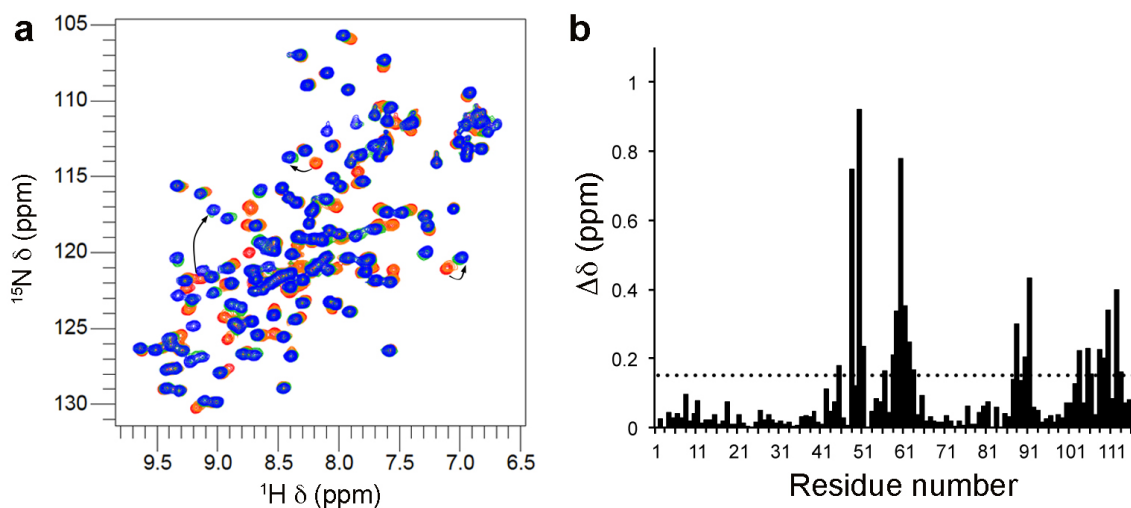 a
105
110
115
120
125
130
¹⁵N δ (ppm)
9.5 9.0 8.5 8.0 7.5 7.0 6.5
¹H δ (ppm)
b
1
0.8
0.6
0.4
0.2
0
Δδ (ppm)
1 11 21 31 41 51 61 71 81 91 101 111
Residue number